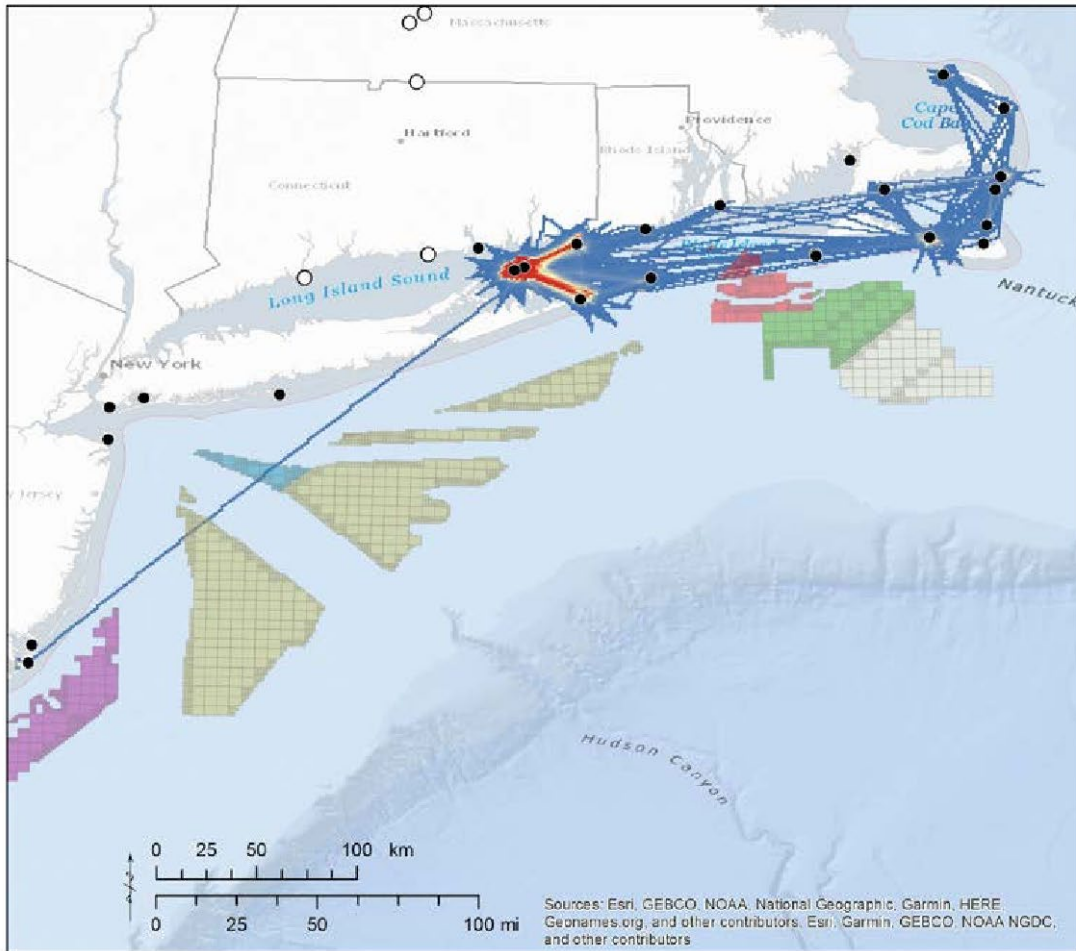 Massachusetts
Cape
Cod Bay
Hartford
Providence
Rhode Island
Connecticut
Long Island Sound
Nantuck
New York
Jersey
Hudson Canyon
0 25 50 100 km
0 25 50 100 mi
Sources: Esri, GEBCO, NOAA, National Geographic, Garmin, HERE,
Geonames.org, and other contributors, Esri, Garmin, GEBCO, NOAA NGDC,
and other contributors